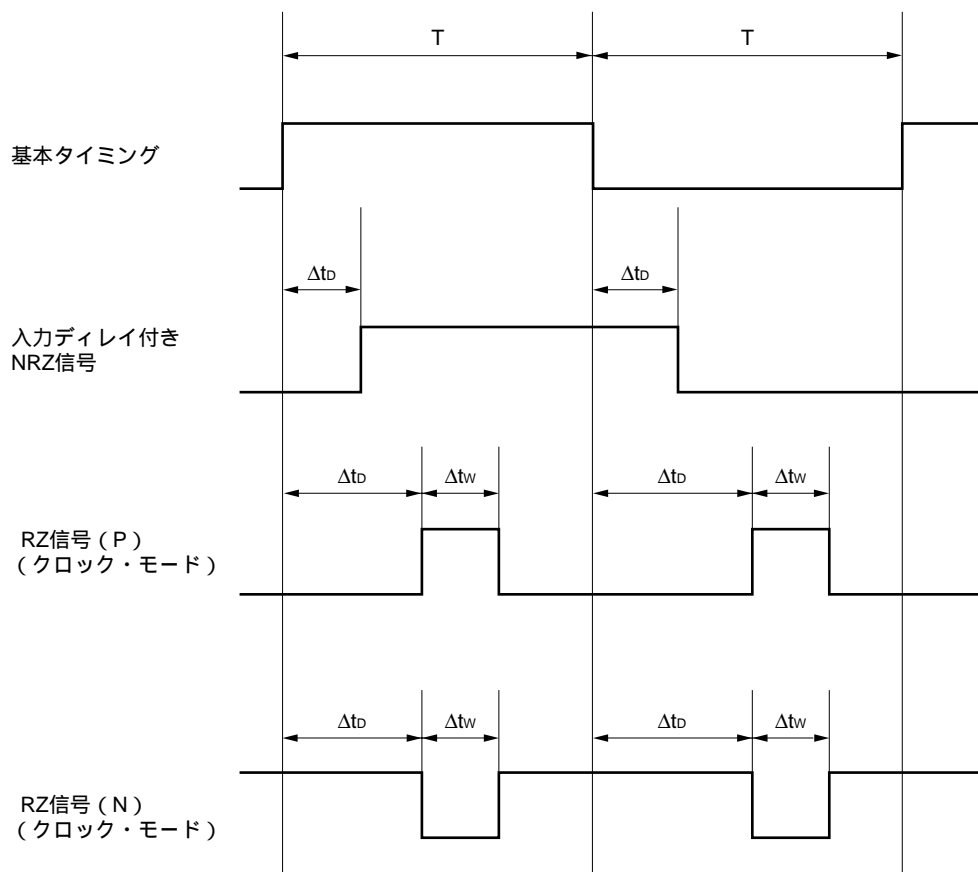 T T
基本タイミング
ΔtD ΔtD
入力ディレイ付き
NRZ信号
ΔtD ΔtW ΔtD ΔtW
RZ信号（P）
（クロック・モード）
ΔtD ΔtW ΔtD ΔtW
RZ信号（N）
（クロック・モード）